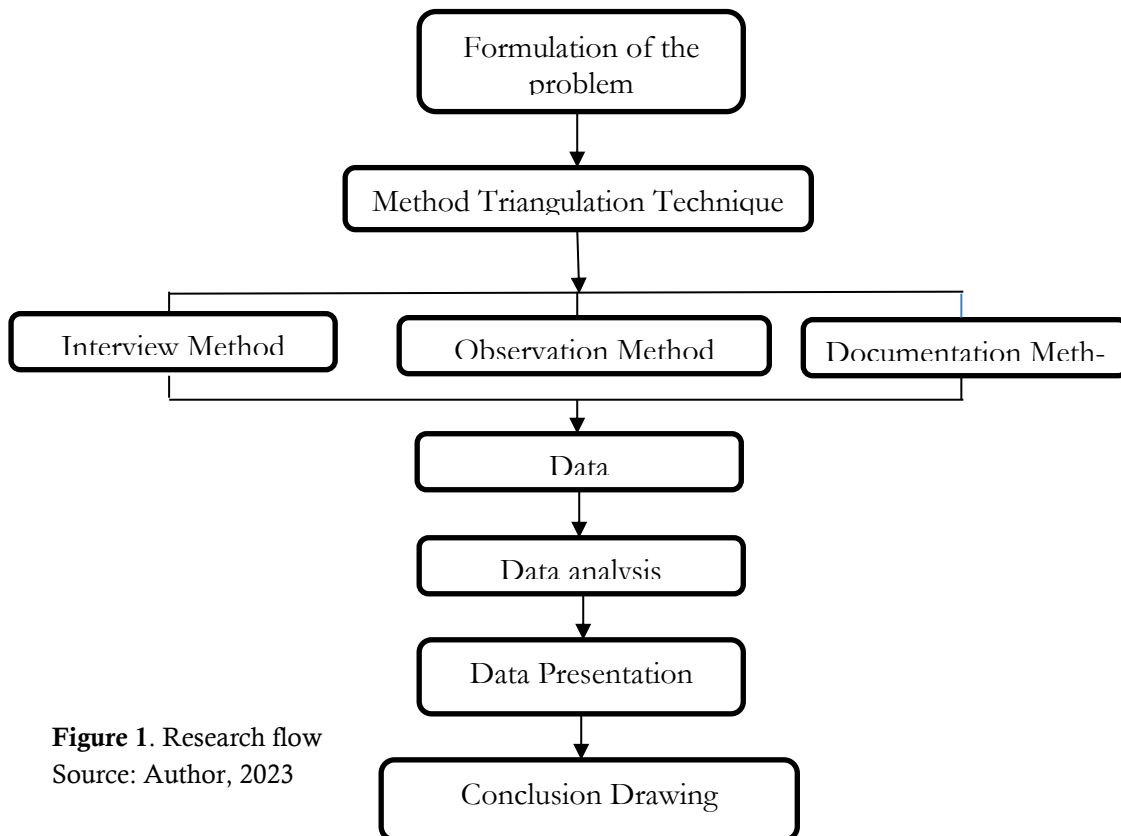 Formulation of the
problem
Method Triangulation Technique
Interview Method
Observation Method
Documentation Meth-
Data
Data analysis
Data Presentation
Conclusion Drawing
Figure 1. Research flow
Source: Author, 2023